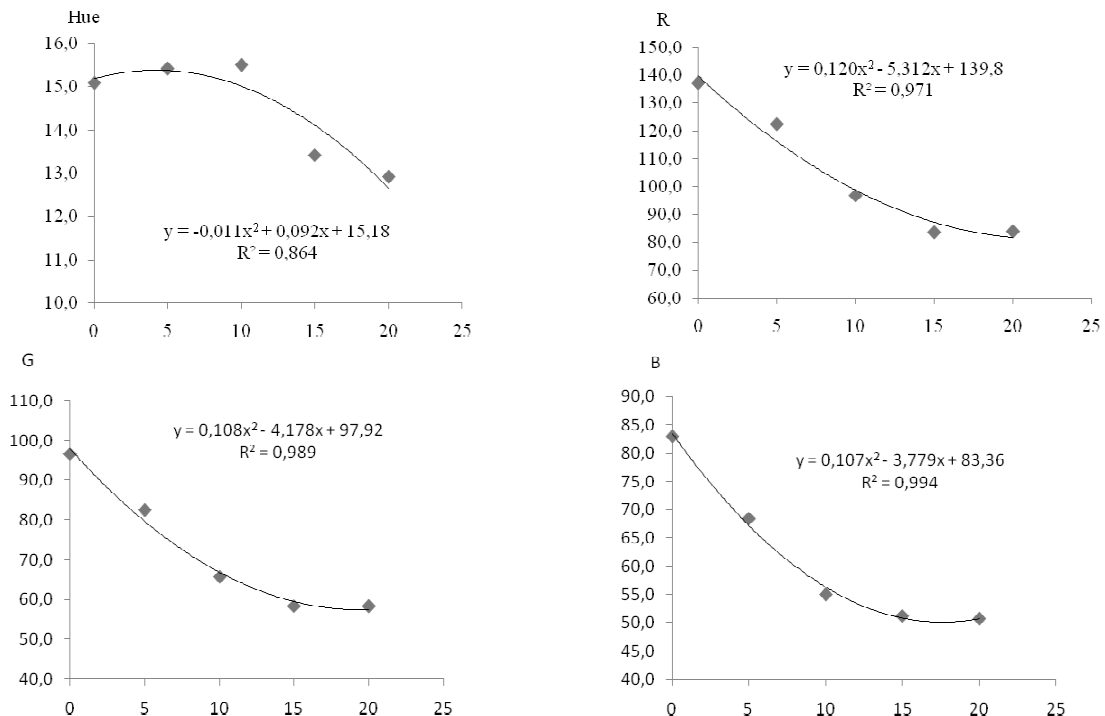 Hue
16,0
15,0
14,0
13,0
12,0
11,0
10,0
y = -0,011x² + 0,092x + 15,18
R² = 0,864
0 5 10 15 20 25
R
150,0
140,0
130,0
120,0
110,0
100,0
90,0
80,0
70,0
60,0
y = 0,120x² - 5,312x + 139,8
R² = 0,971
0 5 10 15 20 25
G
110,0
100,0
90,0
80,0
70,0
60,0
50,0
40,0
y = 0,108x² - 4,178x + 97,92
R² = 0,989
0 5 10 15 20 25
B
90,0
85,0
80,0
75,0
70,0
65,0
60,0
55,0
50,0
45,0
40,0
y = 0,107x² - 3,779x + 83,36
R² = 0,994
0 5 10 15 20 25